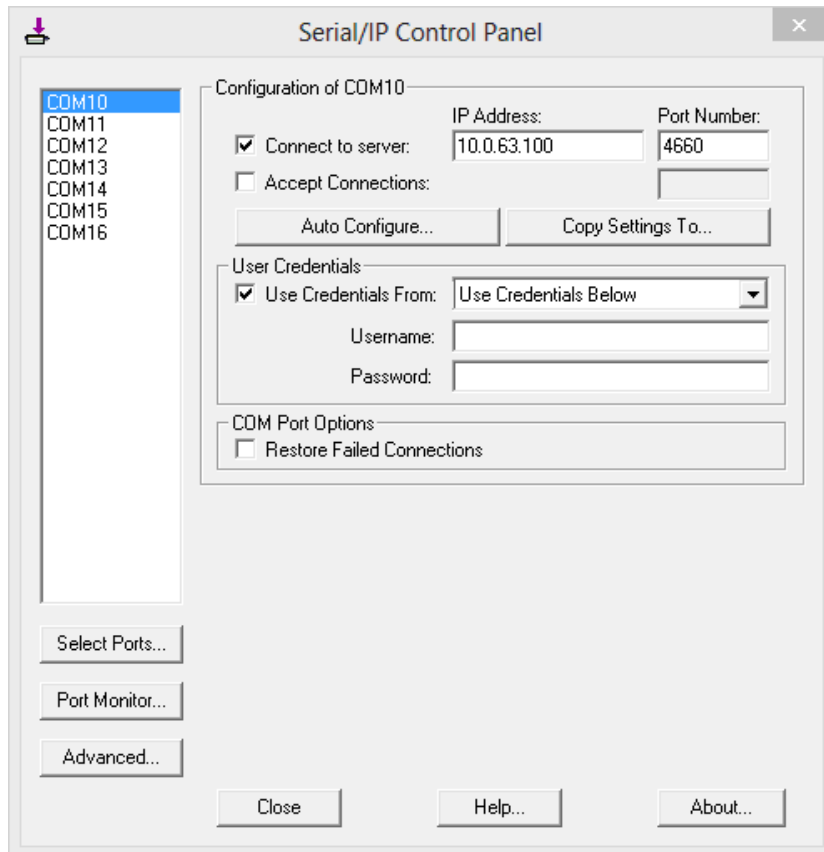 Serial/IP Control Panel
COM10
COM11
COM12
COM13
COM14
COM15
COM16
Select Ports...
Port Monitor...
Advanced...
Configuration of COM10
IP Address: Port Number:
Connect to server: 10.0.63.100 4660
Accept Connections:
Auto Configure... Copy Settings To...
User Credentials
Use Credentials From: Use Credentials Below
Username:
Password:
COM Port Options
Restore Failed Connections
Close Help... About...